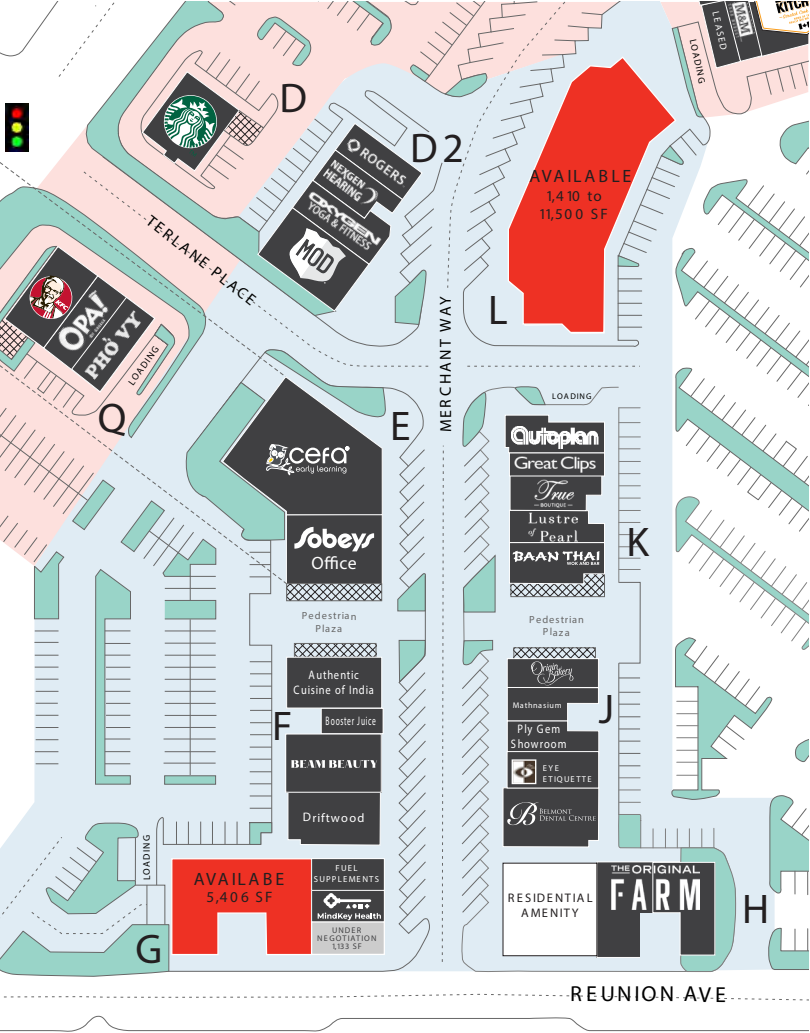 KITCH
M&M
LEASED
LOADING
D
D2
ROGERS
NEXGEN
HEARING
OXYGEN
YOGA & FITNESS
MOD
AVAILABLE
1,410 to
11,500 SF
TERLANE PLACE
KFC
OPA!
PHỞ VY
LOADING
Q
L
MERCHANT WAY
LOADING
E
cefa
early learning
Sobeys
Office
Autoplan
Great Clips
True
BOUTIQUE
Lustre
of Pearl
BAAN THAI
WOK AND BAR
K
Pedestrian
Plaza
Pedestrian
Plaza
Authentic
Cuisine of India
Booster Juice
F
BEAM BEAUTY
Driftwood
Origin
Bakery
Mathnasium
J
Ply Gem
Showroom
EYE
ETIQUETTE
B BELMONT
DENTAL CENTRE
LOADING
AVAILABE
5,406 SF
FUEL
SUPPLEMENTS
MindKey Health
UNDER
NEGOTIATION
1,133 SF
G
RESIDENTIAL
AMENITY
THE ORIGINAL
FARM
H
REUNION AVE